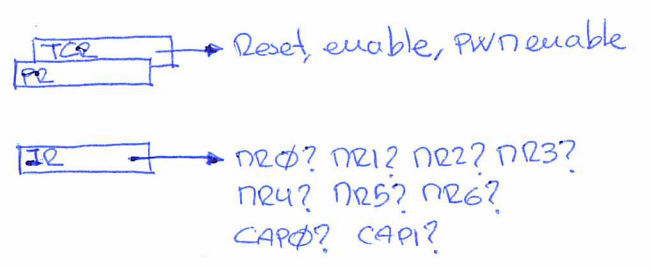 TCR Reset, enable, PWM enable
PR
IR MR0? MR1? MR2? MR3?
MR4? MR5? MR6?
CAP0? CAP1?